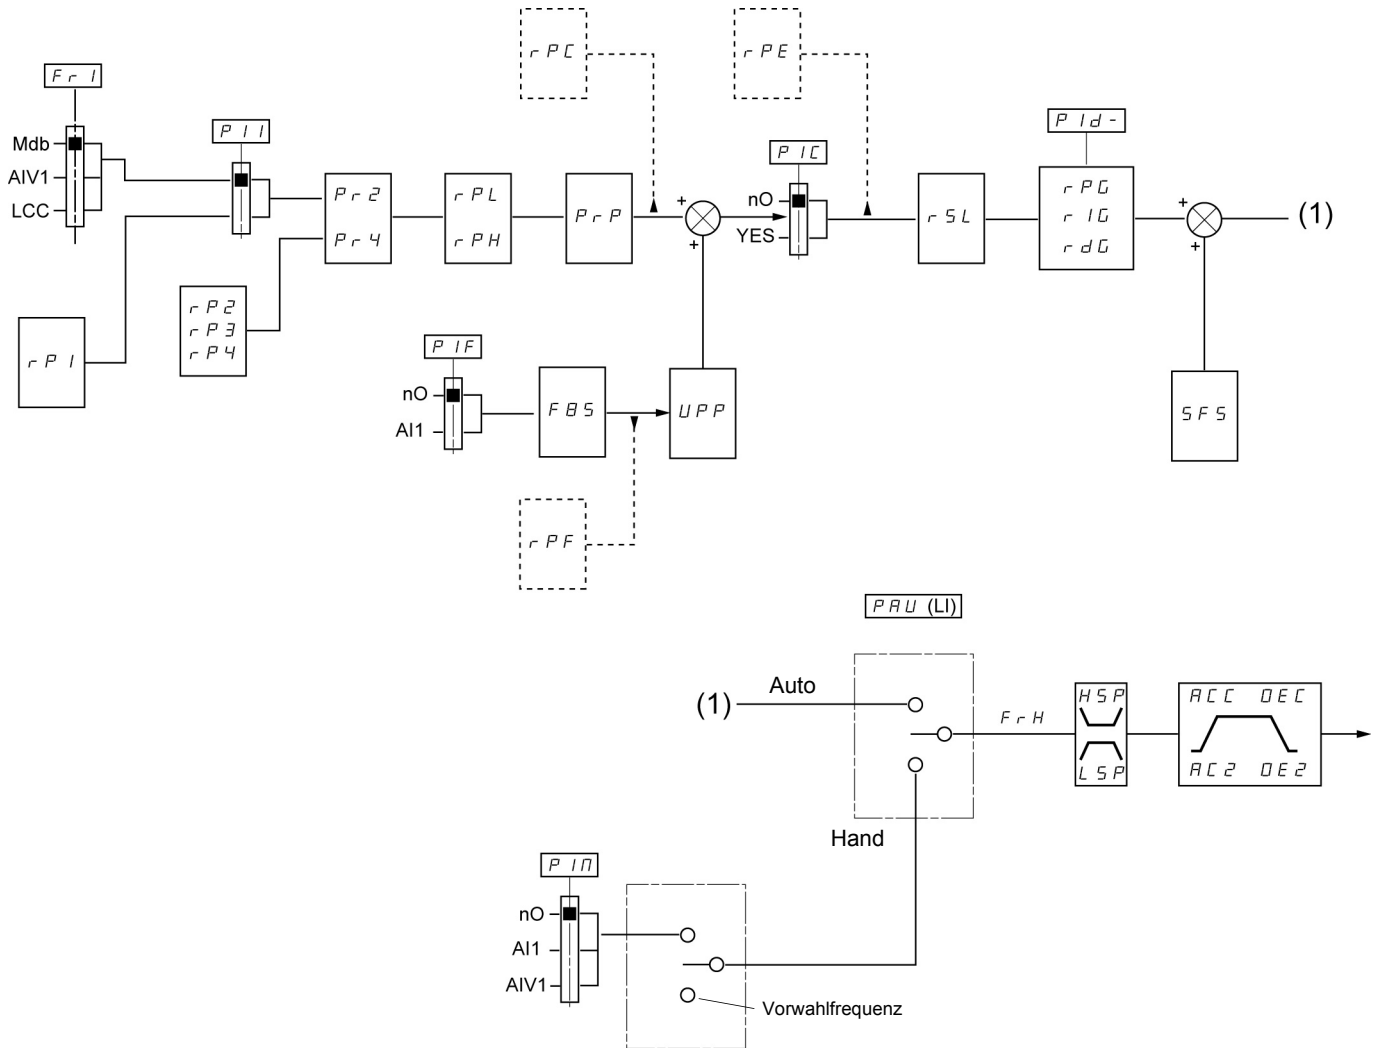 rPC
rPE
Fr1
PII
PId-
PIC
Mdb
AIV1
LCC
Pr2
Pr4
rPL
rPH
PrP
+
+
nO
YES
rSL
rPG
rIG
rdG
+
+
(1)
rP1
rP2
rP3
rP4
PIF
nO
AI1
FBS
UPP
SFS
rPF
PAU (LI)
(1)
Auto
FrH
HSP
LSP
ACC DEC
AC2 DE2
Hand
PIM
nO
AI1
AIV1
Vorwahlfrequenz